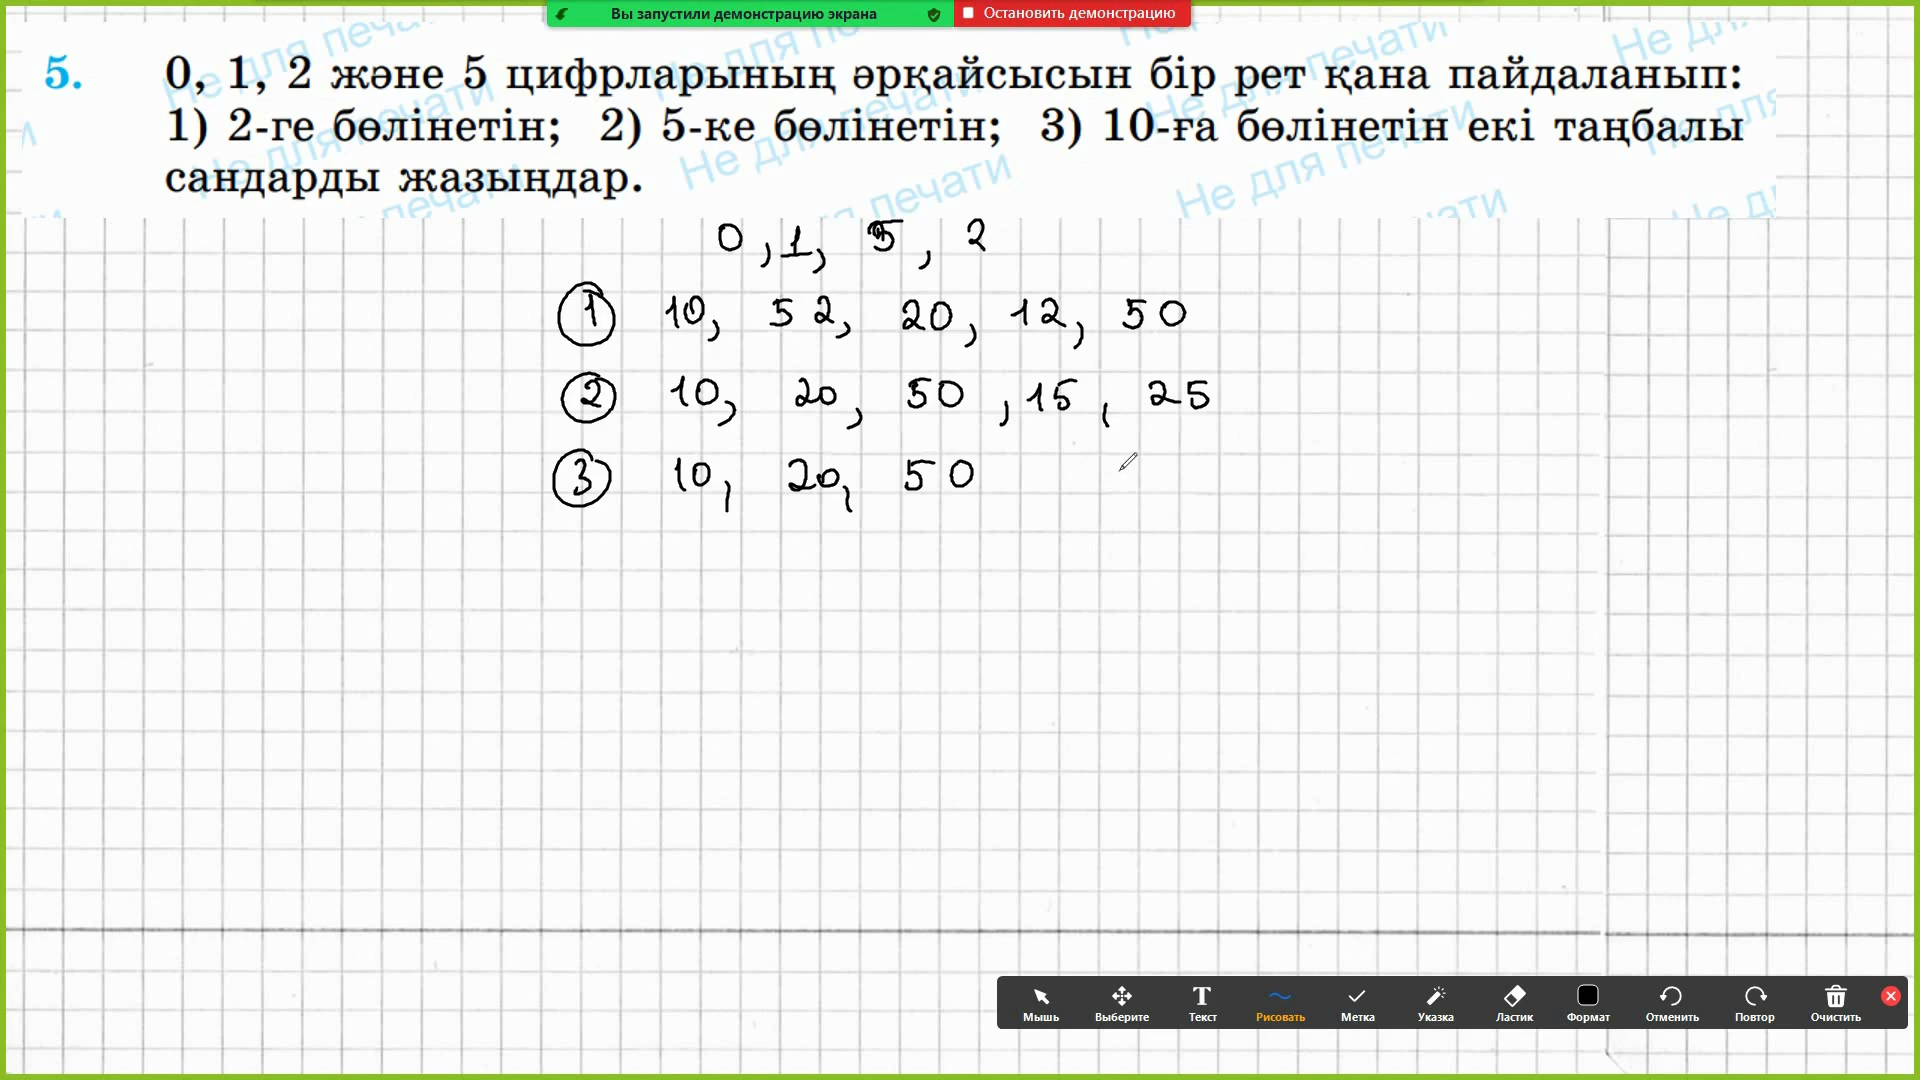 Вы запустили демонстрацию экрана Остановить демонстрацию
5. 0, 1, 2 және 5 цифрларының әрқайсысын бір рет қана пайдаланып:
1) 2-ге бөлінетін; 2) 5-ке бөлінетін; 3) 10-ға бөлінетін екі таңбалы
сандарды жазыңдар.
0, 1, 5, 2
1 10, 52, 20, 12, 50
2 10, 20, 50, 15, 25
3 10, 20, 50
Мышь Выберите Текст Рисовать Метка Указка Ластик Формат Отменить Повтор Очистить